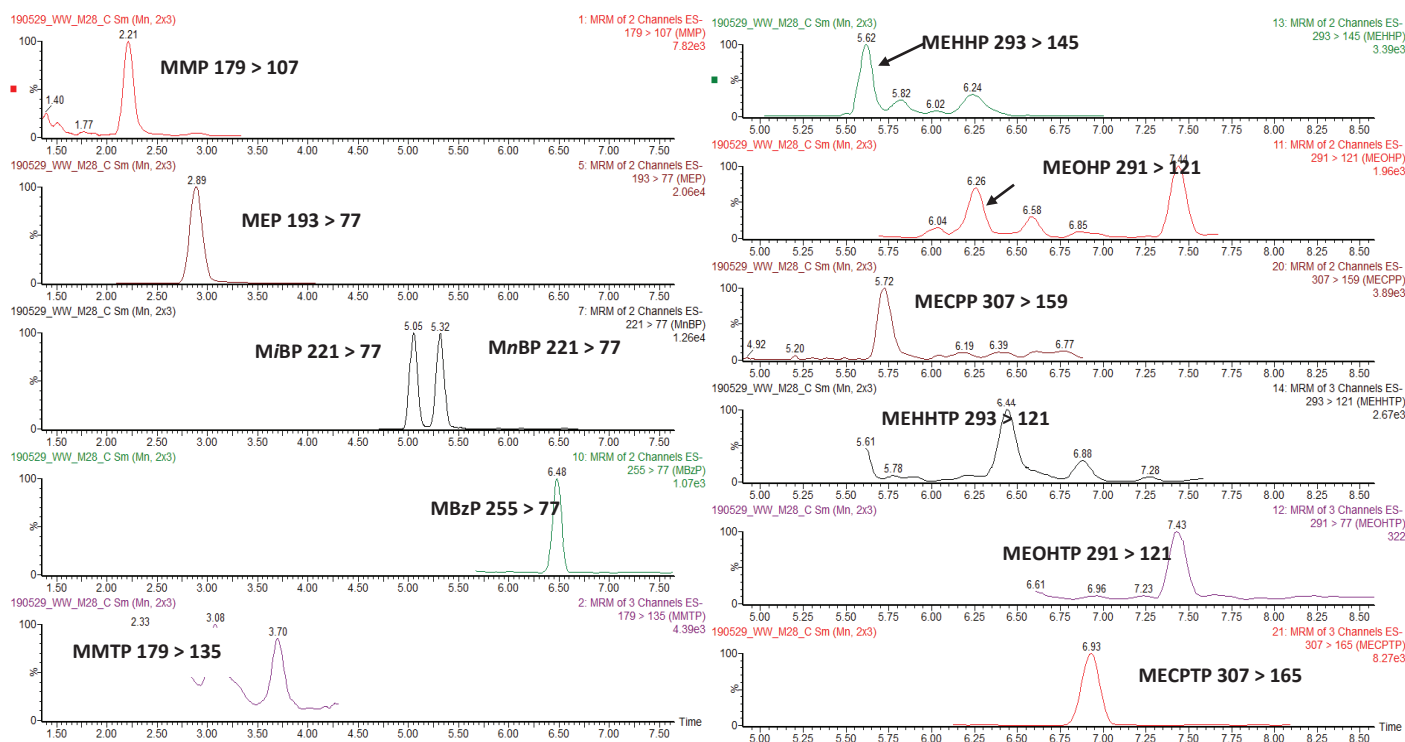 190529_WW_M28_C Sm (Mn, 2x3)
1: MRM of 2 Channels ES-
179 > 107 (MMP)
7.82e3
100
%
0
2.21
1.40
1.77
MMP 179 > 107
1.50 2.00 2.50 3.00 3.50 4.00 4.50 5.00 5.50 6.00 6.50 7.00 7.50
190529_WW_M28_C Sm (Mn, 2x3)
5: MRM of 2 Channels ES-
193 > 77 (MEP)
2.06e4
100
%
0
2.89
MEP 193 > 77
1.50 2.00 2.50 3.00 3.50 4.00 4.50 5.00 5.50 6.00 6.50 7.00 7.50
190529_WW_M28_C Sm (Mn, 2x3)
7: MRM of 2 Channels ES-
221 > 77 (MnBP)
1.26e4
100
%
0
5.05 5.32
MiBP 221 > 77 MnBP 221 > 77
1.50 2.00 2.50 3.00 3.50 4.00 4.50 5.00 5.50 6.00 6.50 7.00 7.50
190529_WW_M28_C Sm (Mn, 2x3)
10: MRM of 2 Channels ES-
255 > 77 (MBzP)
1.07e3
100
%
0
6.48
MBzP 255 > 77
1.50 2.00 2.50 3.00 3.50 4.00 4.50 5.00 5.50 6.00 6.50 7.00 7.50
190529_WW_M28_C Sm (Mn, 2x3)
2: MRM of 3 Channels ES-
179 > 135 (MMTP)
4.39e3
100
%
0
2.33 3.08 3.70
MMTP 179 > 135
Time
1.50 2.00 2.50 3.00 3.50 4.00 4.50 5.00 5.50 6.00 6.50 7.00 7.50
190529_WW_M28_C Sm (Mn, 2x3)
13: MRM of 2 Channels ES-
293 > 145 (MEHHP)
3.39e3
100
%
0
5.62
5.82 6.02 6.24
MEHHP 293 > 145
5.00 5.25 5.50 5.75 6.00 6.25 6.50 6.75 7.00 7.25 7.50 7.75 8.00 8.25 8.50
190529_WW_M28_C Sm (Mn, 2x3)
11: MRM of 2 Channels ES-
291 > 121 (MEOHP)
1.96e3
100
%
0
6.04 6.26 6.58 6.85 7.44
MEOHP 291 > 121
5.00 5.25 5.50 5.75 6.00 6.25 6.50 6.75 7.00 7.25 7.50 7.75 8.00 8.25 8.50
190529_WW_M28_C Sm (Mn, 2x3)
20: MRM of 2 Channels ES-
307 > 159 (MECPP)
3.89e3
100
%
0
5.72
4.92 5.20 6.19 6.39 6.77
MECPP 307 > 159
5.00 5.25 5.50 5.75 6.00 6.25 6.50 6.75 7.00 7.25 7.50 7.75 8.00 8.25 8.50
190529_WW_M28_C Sm (Mn, 2x3)
14: MRM of 3 Channels ES-
293 > 121 (MEHHTP)
2.67e3
100
%
0
6.44
5.61 5.78 6.88 7.28
MEHHTP 293 > 121
5.00 5.25 5.50 5.75 6.00 6.25 6.50 6.75 7.00 7.25 7.50 7.75 8.00 8.25 8.50
190529_WW_M28_C Sm (Mn, 2x3)
12: MRM of 3 Channels ES-
291 > 77 (MEOHTP)
322
100
%
0
7.43
6.61 6.96 7.23
MEOHTP 291 > 121
5.00 5.25 5.50 5.75 6.00 6.25 6.50 6.75 7.00 7.25 7.50 7.75 8.00 8.25 8.50
190529_WW_M28_C Sm (Mn, 2x3)
21: MRM of 3 Channels ES-
307 > 165 (MECPTP)
8.27e3
100
%
0
6.93
MECPTP 307 > 165
Time
5.00 5.25 5.50 5.75 6.00 6.25 6.50 6.75 7.00 7.25 7.50 7.75 8.00 8.25 8.50